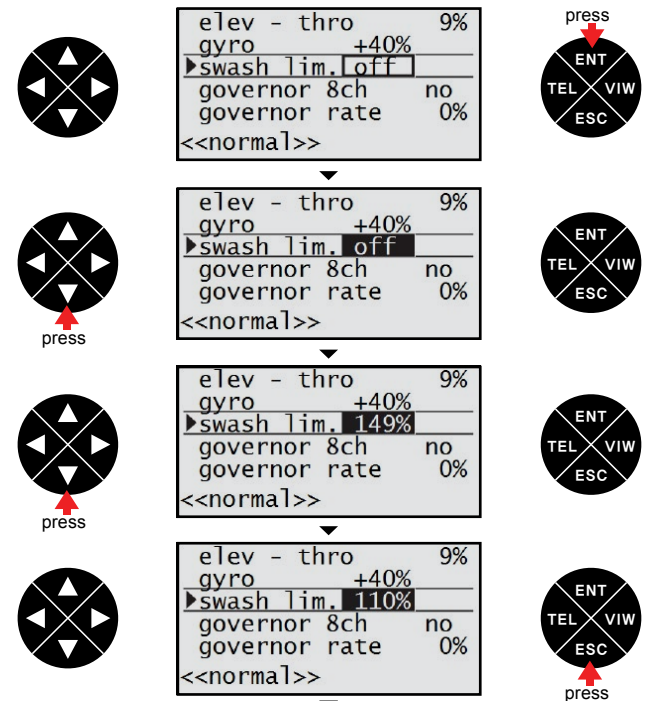 press
elev - thro 9%
gyro +40%
swash lim. off
governor 8ch no
governor rate 0%
<<normal>>
ENT
TEL VIW
ESC
elev - thro 9%
gyro +40%
swash lim. off
governor 8ch no
governor rate 0%
<<normal>>
ENT
TEL VIW
ESC
press
elev - thro 9%
gyro +40%
swash lim. 149%
governor 8ch no
governor rate 0%
<<normal>>
ENT
TEL VIW
ESC
press
elev - thro 9%
gyro +40%
swash lim. 110%
governor 8ch no
governor rate 0%
<<normal>>
ENT
TEL VIW
ESC
press